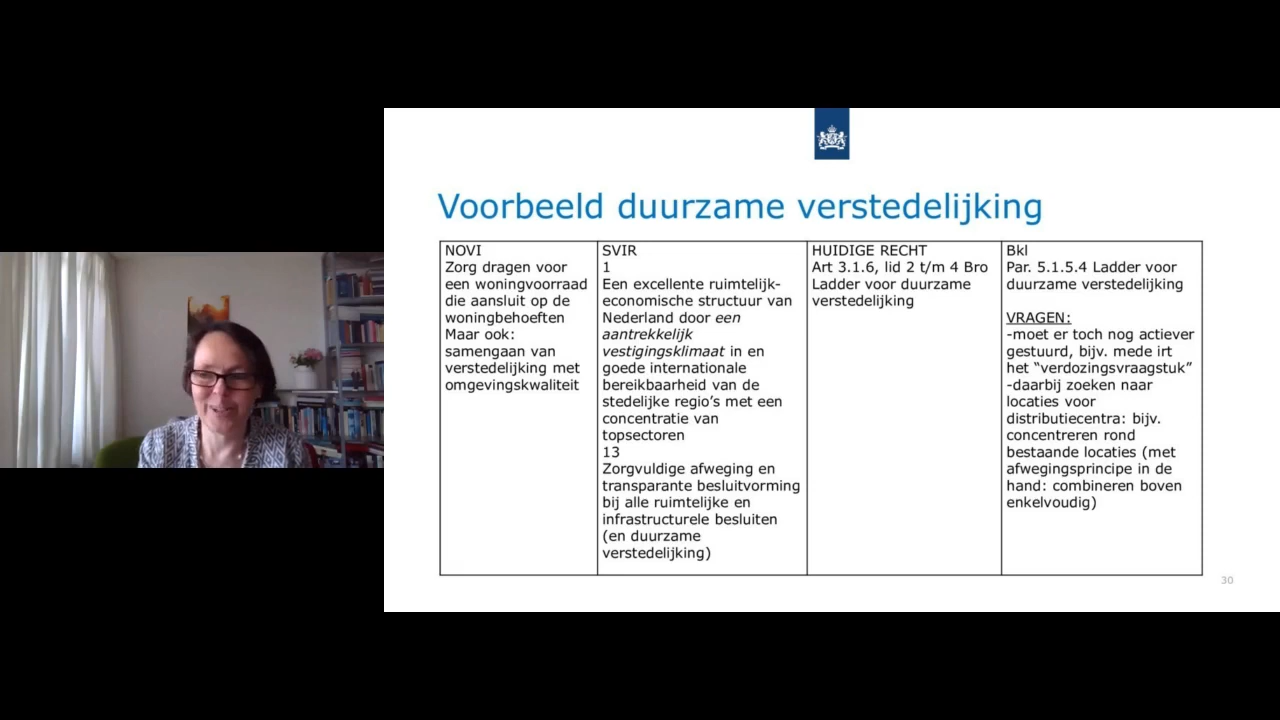 Voorbeeld duurzame verstedelijking
NOVI
Zorg dragen voor
een woningvoorraad
die aansluit op de
woningbehoeften
Maar ook:
samengaan van
verstedelijking met
omgevingskwaliteit
SVIR
1
Een excellente ruimtelijk-
economische structuur van
Nederland door een
aantrekkelijk
vestigingsklimaat in en
goede internationale
bereikbaarheid van de
stedelijke regio's met een
concentratie van
topsectoren
13
Zorgvuldige afweging en
transparante besluitvorming
bij alle ruimtelijke en
infrastructurele besluiten
(en duurzame
verstedelijking)
HUIDIGE RECHT
Art 3.1.6, lid 2 t/m 4 Bro
Ladder voor duurzame
verstedelijking
Bkl
Par. 5.1.5.4 Ladder voor
duurzame verstedelijking
VRAGEN:
-moet er toch nog actiever
gestuurd, bijv. mede irt
het “verdozingsvraagstuk”
-daarbij zoeken naar
locaties voor
distributiecentra: bijv.
concentreren rond
bestaande locaties (met
afwegingsprincipe in de
hand: combineren boven
enkelvoudig)
30